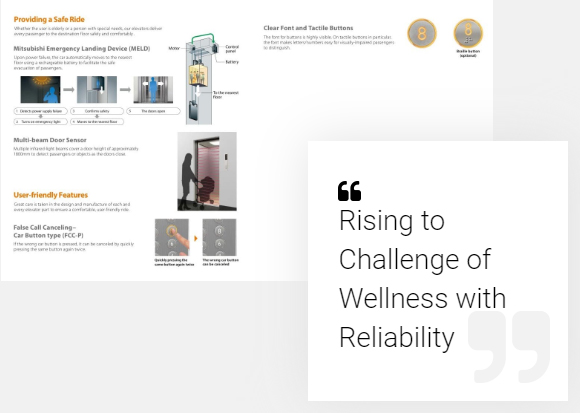 Providing a Safe Ride
Whether the user is elderly or a person with special needs, our elevators deliver
every passenger to the destination floor safely and comfortably.
Mitsubishi Emergency Landing Device (MELD)
Upon power failure, the car automatically moves to the nearest
floor using a rechargeable battery to facilitate the safe
evacuation of passengers.
Motor
Control
panel
Battery
To the nearest
floor
1 Detects power supply failure
3 Confirms safety
5 The doors open
2 Turns on emergency light
4 Moves to the nearest floor
Multi-beam Door Sensor
Multiple infrared-light beams cover a door height of approximately
1800mm to detect passengers or objects as the doors close.
User-friendly Features
Great care is taken in the design and manufacture of each and
every elevator part to ensure a comfortable, user-friendly ride.
False Call Canceling—
Car Button type (FCC-P)
If the wrong car button is pressed, it can be canceled by quickly
pressing the same button again twice.
Quickly pressing the
same button again twice
The wrong car button
can be canceled
Clear Font and Tactile Buttons
The font for buttons is highly visible. On tactile buttons in particular,
the font makes letters/numbers easy for visually-impaired passengers
to distinguish.
8
8
Braille button
(optional)
“
Rising to
Challenge of
Wellness with
Reliability
”